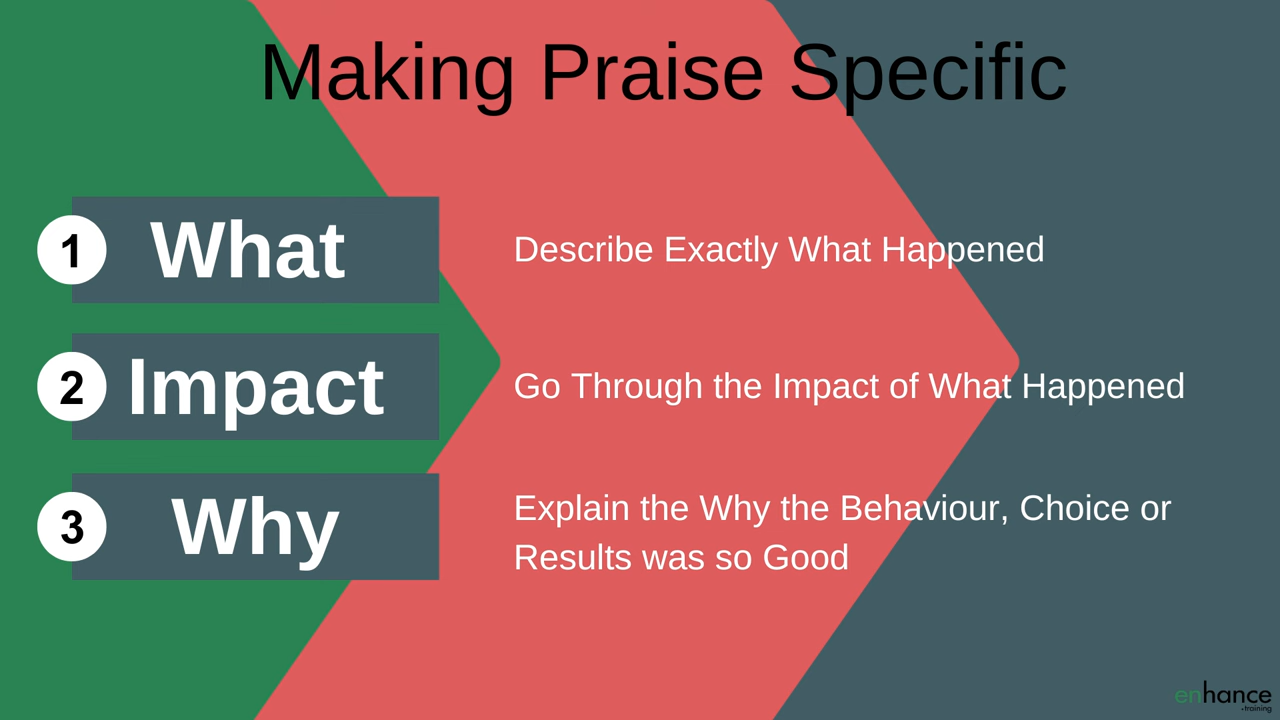 Making Praise Specific
1 What
Describe Exactly What Happened
2 Impact
Go Through the Impact of What Happened
3 Why
Explain the Why the Behaviour, Choice or
Results was so Good
enhance
.training